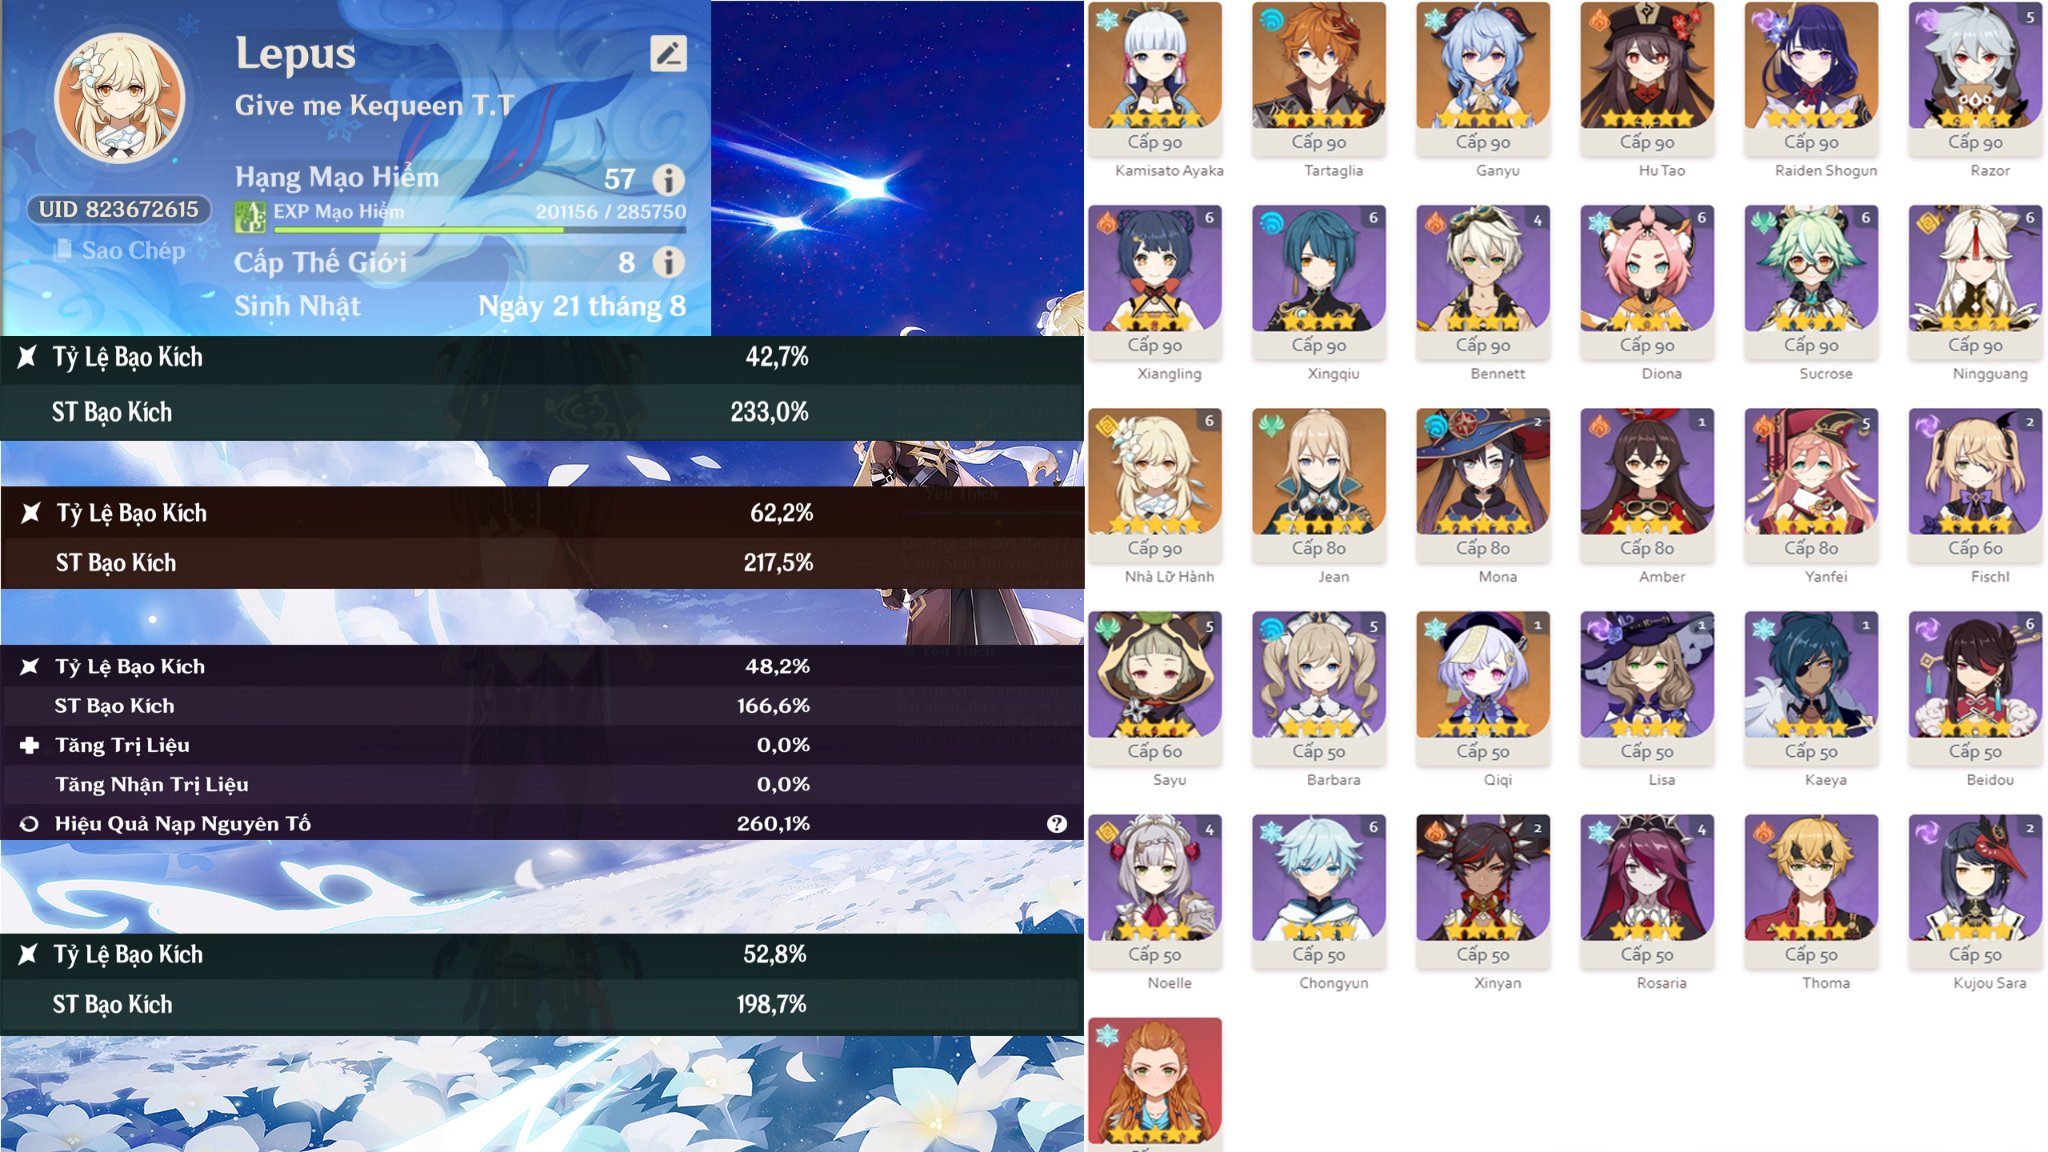 Lepus
Give me Kequeen T.T
Hạng Mạo Hiểm 57
UID 823672615
EXP Mạo Hiểm 201156 / 285750
Sao Chép
Cấp Thế Giới 8
Sinh Nhật Ngày 21 tháng 8
Tỷ Lệ Bạo Kích 42,7%
ST Bạo Kích 233,0%
Yêu Thích
Tỷ Lệ Bạo Kích 62,2%
ST Bạo Kích 217,5%
Yêu Thích
Tỷ Lệ Bạo Kích 48,2%
ST Bạo Kích 166,6%
Tăng Trị Liệu 0,0%
Tăng Nhận Trị Liệu 0,0%
Hiệu Quả Nạp Nguyên Tố 260,1%
Tỷ Lệ Bạo Kích 52,8%
ST Bạo Kích 198,7%
5
Cấp 90 Cấp 90 Cấp 90 Cấp 90 Cấp 90 Cấp 90
Kamisato Ayaka Tartaglia Ganyu Hu Tao Raiden Shogun Razor
6 6 4 6 6 6
Cấp 90 Cấp 90 Cấp 90 Cấp 90 Cấp 90 Cấp 90
Xiangling Xingqiu Bennett Diona Sucrose Ningguang
6 2 1 5 2
Cấp 90 Cấp 80 Cấp 80 Cấp 80 Cấp 80 Cấp 60
Nhà Lữ Hành Jean Mona Amber Yanfei Fischl
5 5 1 1 1 6
Cấp 60 Cấp 50 Cấp 50 Cấp 50 Cấp 50 Cấp 50
Sayu Barbara Qiqi Lisa Kaeya Beidou
4 6 2 4 2
Cấp 50 Cấp 50 Cấp 50 Cấp 50 Cấp 50 Cấp 50
Noelle Chongyun Xinyan Rosaria Thoma Kujou Sara